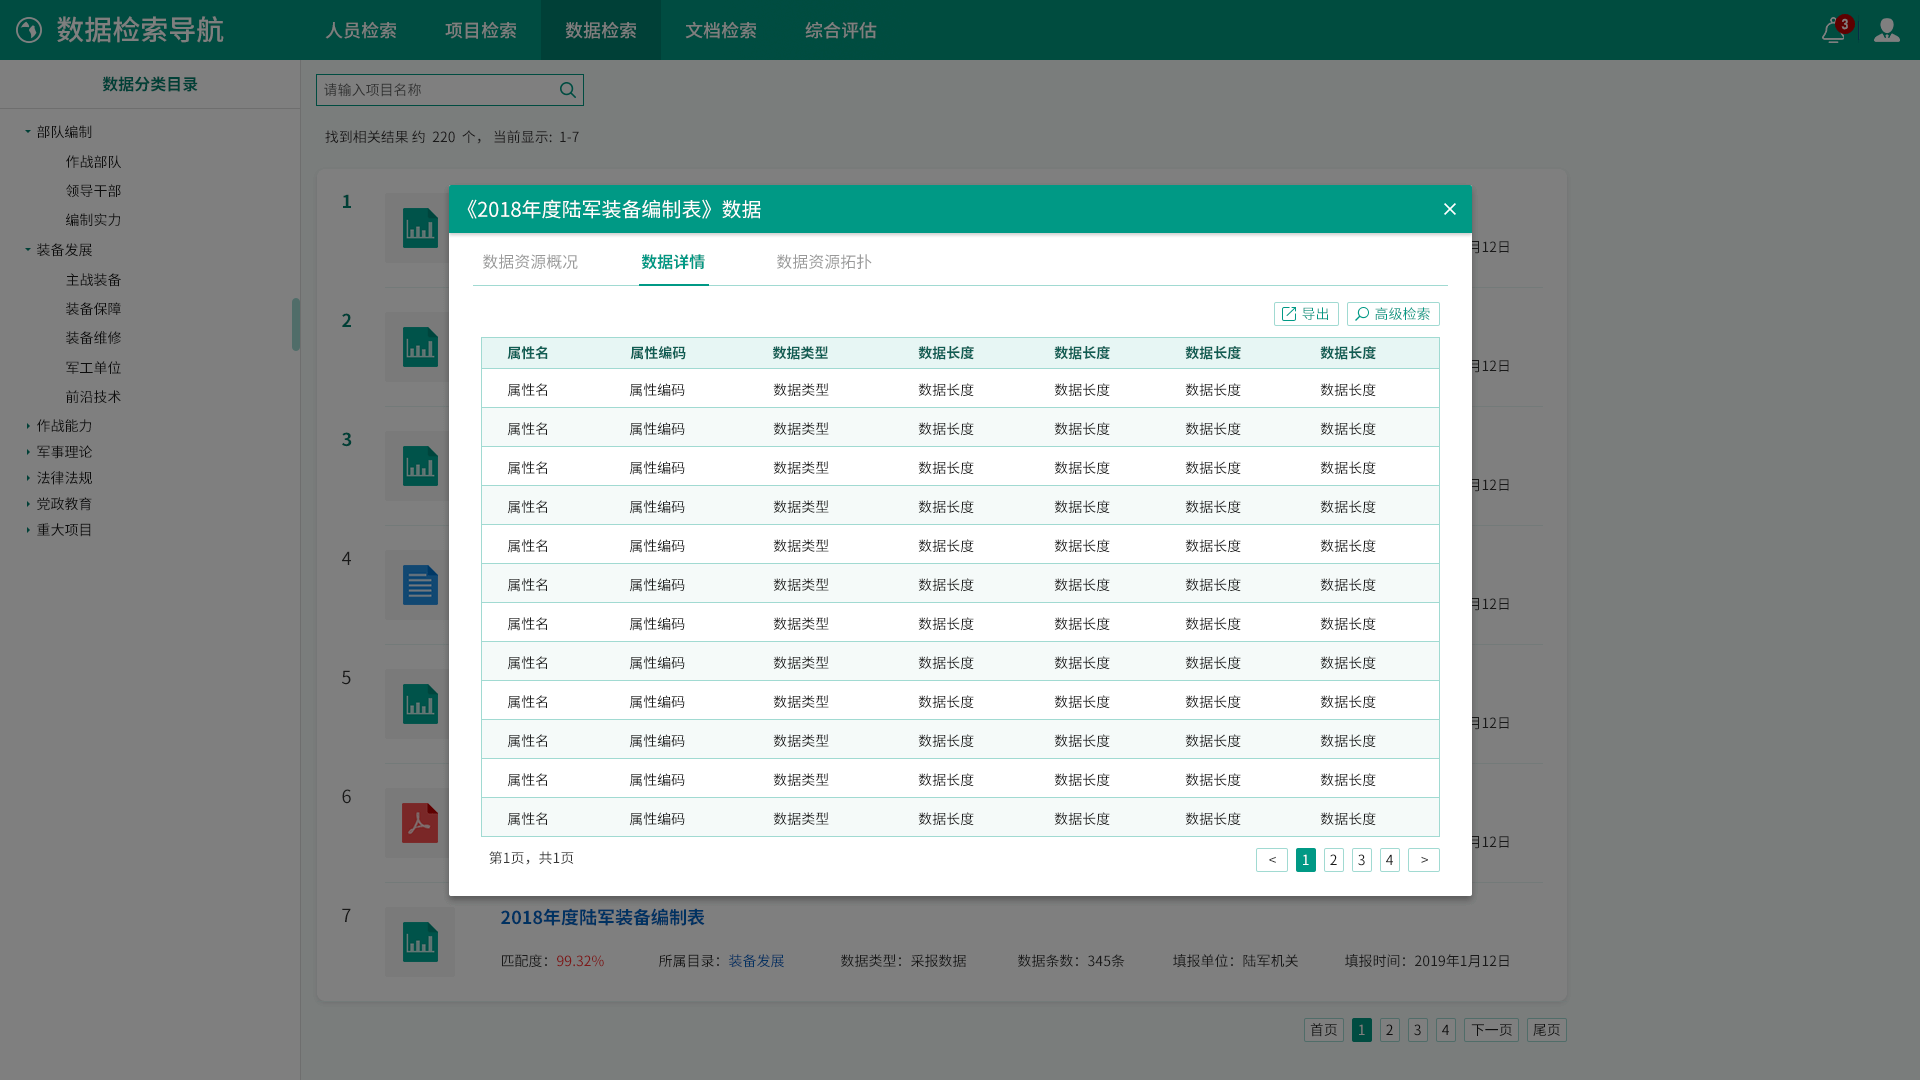 数据检索导航 人员检索 项目检索 数据检索 文档检索 综合评估 3
数据分类目录
请输入项目名称
部队编制
找到相关结果 约 220 个， 当前显示: 1-7
作战部队
领导干部
编制实力
装备发展
主战装备
装备保障
装备维修
军工单位
前沿技术
作战能力
军事理论
法律法规
党政教育
重大项目
1
月12日
2
月12日
3
月12日
4
月12日
5
月12日
6
月12日
《2018年度陆军装备编制表》数据
数据资源概况 数据详情 数据资源拓扑
导出 高级检索
属性名 属性编码 数据类型 数据长度 数据长度 数据长度 数据长度
属性名 属性编码 数据类型 数据长度 数据长度 数据长度 数据长度
属性名 属性编码 数据类型 数据长度 数据长度 数据长度 数据长度
属性名 属性编码 数据类型 数据长度 数据长度 数据长度 数据长度
属性名 属性编码 数据类型 数据长度 数据长度 数据长度 数据长度
属性名 属性编码 数据类型 数据长度 数据长度 数据长度 数据长度
属性名 属性编码 数据类型 数据长度 数据长度 数据长度 数据长度
属性名 属性编码 数据类型 数据长度 数据长度 数据长度 数据长度
属性名 属性编码 数据类型 数据长度 数据长度 数据长度 数据长度
属性名 属性编码 数据类型 数据长度 数据长度 数据长度 数据长度
属性名 属性编码 数据类型 数据长度 数据长度 数据长度 数据长度
属性名 属性编码 数据类型 数据长度 数据长度 数据长度 数据长度
属性名 属性编码 数据类型 数据长度 数据长度 数据长度 数据长度
第1页，共1页 < 1 2 3 4 >
7 2018年度陆军装备编制表
匹配度：99.32% 所属目录：装备发展 数据类型：采报数据 数据条数：345条 填报单位：陆军机关 填报时间：2019年1月12日
首页 1 2 3 4 下一页 尾页